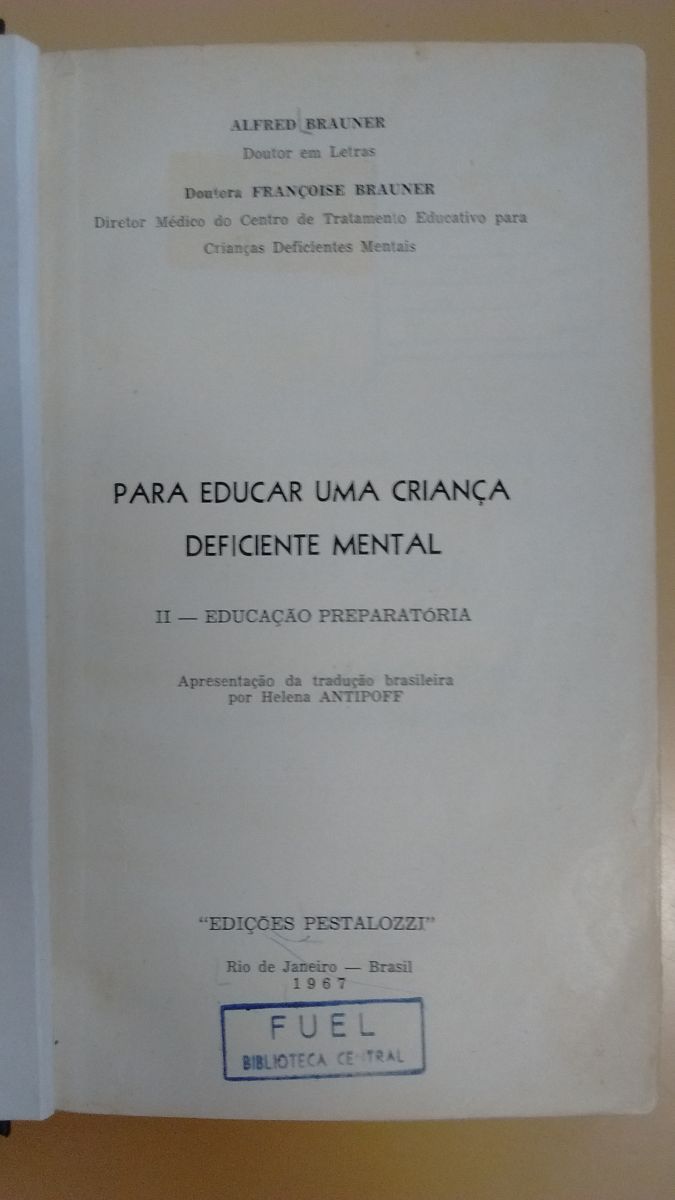 ALFRED BRAUNER
Doutor em Letras
Doutora FRANÇOISE BRAUNER
Diretor Médico do Centro de Tratamento Educativo para
Crianças Deficientes Mentais
PARA EDUCAR UMA CRIANÇA
DEFICIENTE MENTAL
II — EDUCAÇÃO PREPARATÓRIA
Apresentação da tradução brasileira
por Helena ANTIPOFF
"EDIÇÕES PESTALOZZI"
Rio de Janeiro — Brasil
1967
FUEL
BIBLIOTECA CENTRAL